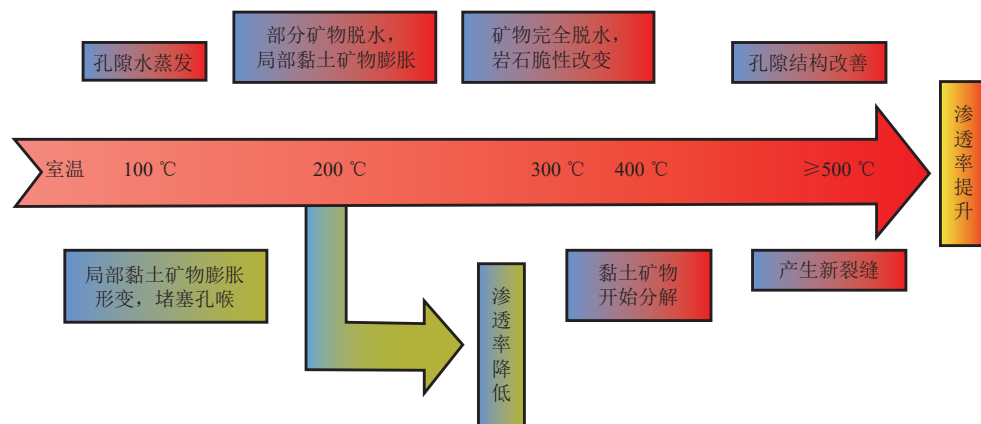 孔隙水蒸发
部分矿物脱水，
局部黏土矿物膨胀
矿物完全脱水，
岩石脆性改变
孔隙结构改善
室温
100 ℃
200 ℃
300 ℃
400 ℃
≥500 ℃
渗透率提升
局部黏土矿物膨胀
形变，堵塞孔喉
渗透率降低
黏土矿物
开始分解
产生新裂缝